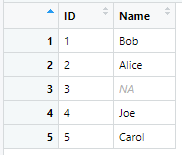 ID Name
1 1 Bob
2 2 Alice
3 3 NA
4 4 Joe
5 5 Carol